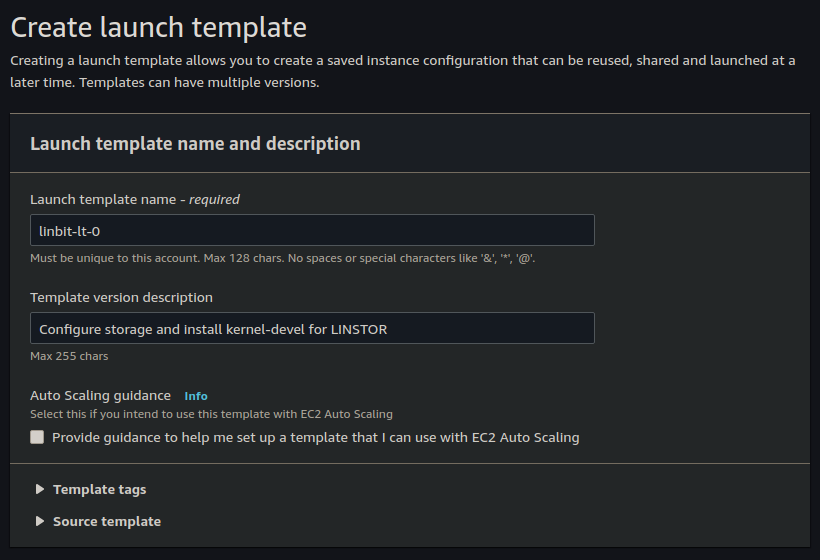 Create launch template
Creating a launch template allows you to create a saved instance configuration that can be reused, shared and launched at a
later time. Templates can have multiple versions.
Launch template name and description
Launch template name - required
linbit-lt-0
Must be unique to this account. Max 128 chars. No spaces or special characters like '&', '*', '@'.
Template version description
Configure storage and install kernel-devel for LINSTOR
Max 255 chars
Auto Scaling guidance Info
Select this if you intend to use this template with EC2 Auto Scaling
Provide guidance to help me set up a template that I can use with EC2 Auto Scaling
Template tags
Source template